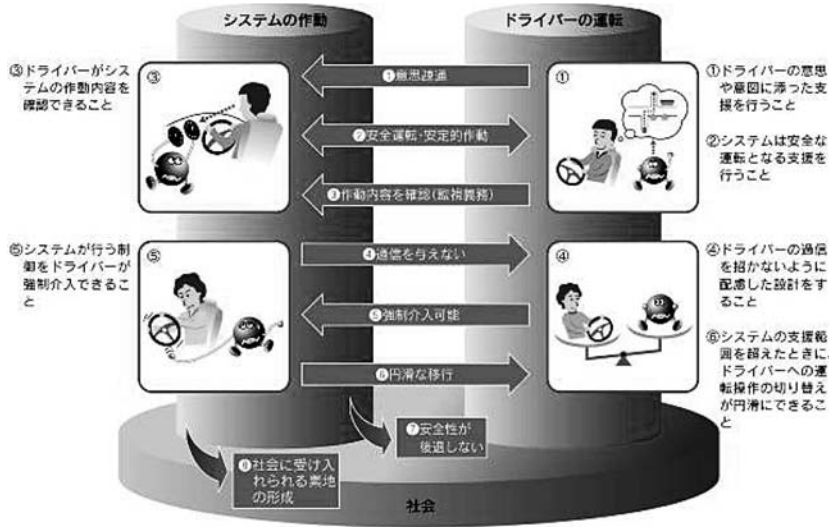 システムの作動
ドライバーの運転
③ドライバーがシス
テムの作動内容を
確認できること
③
❶意思疎通
①
①ドライバーの意思
や意図に添った支
援を行うこと
❷安全運転・安定的作動
②システムは安全な
運転となる支援を
行うこと
❸作動内容を確認(監視義務)
⑤システムが行う制
御をドライバーが
強制介入できるこ
と
⑤
❹過信を与えない
④
④ドライバーの過信
を招かないように
配慮した設計をす
ること
❺強制介入可能
⑥システムの支援範
囲を超えたときに、
ドライバーへの運
転操作の切り替え
が円滑にできるこ
と
❻円滑な移行
❼安全性が
後退しない
❽社会に受け入
れられる素地
の形成
社会